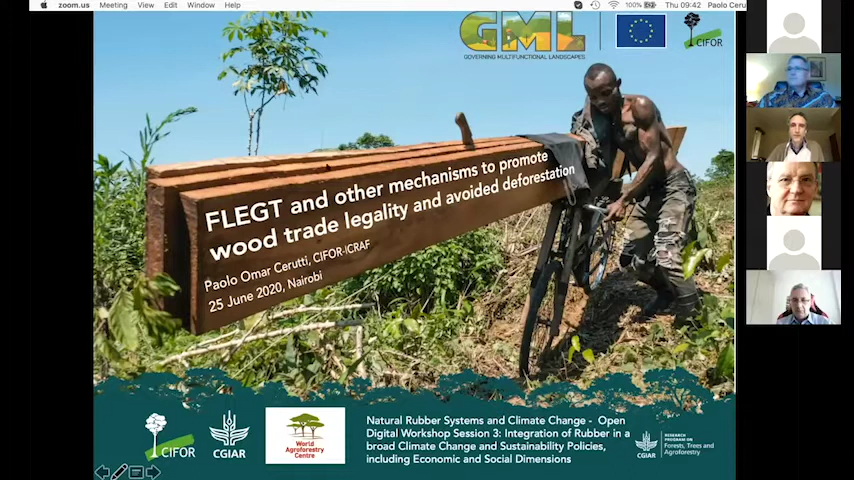 zoom.us Meeting View Edit Window Help
100% Thu 09:42 Paolo Ceru
GML
GOVERNING MULTIFUNCTIONAL LANDSCAPES
CIFOR
FLEGT and other mechanisms to promote
wood trade legality and avoided deforestation
Paolo Omar Cerutti, CIFOR-ICRAF
25 June 2020, Nairobi
CIFOR
CGIAR
World
Agroforestry
Centre
Natural Rubber Systems and Climate Change - Open
Digital Workshop Session 3: Integration of Rubber in a
broad Climate Change and Sustainability Policies,
including Economic and Social Dimensions
CGIAR
RESEARCH
PROGRAM ON
Forests, Trees and
Agroforestry